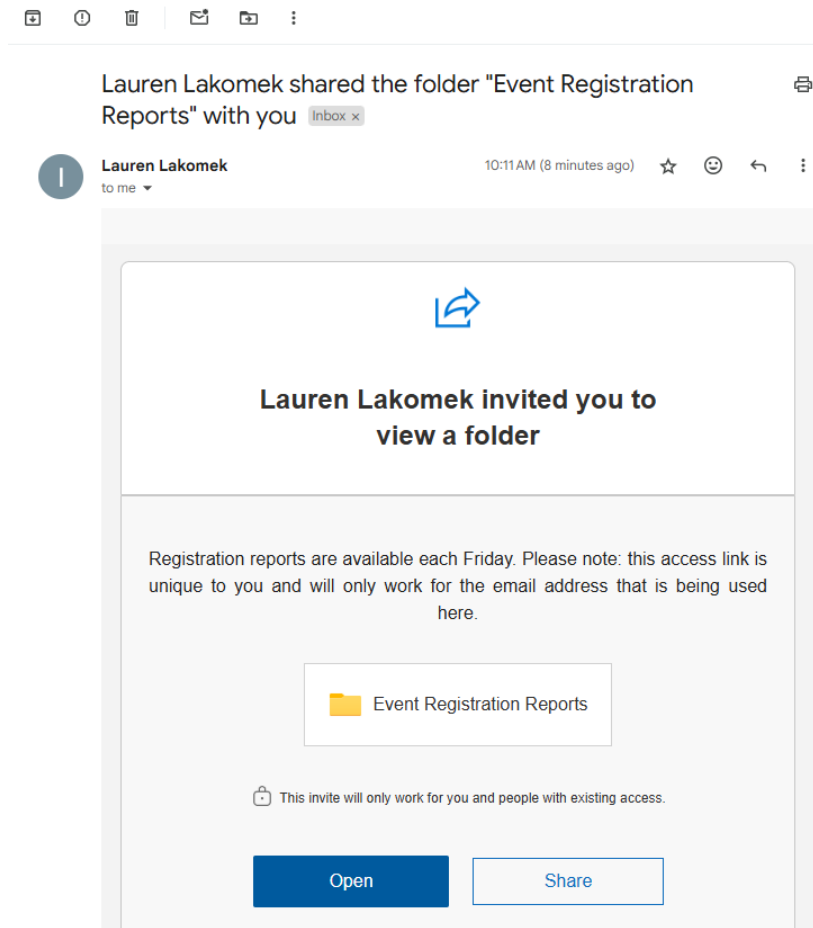 Lauren Lakomek shared the folder "Event Registration
Reports" with you Inbox ×
Lauren Lakomek 10:11 AM (8 minutes ago)
to me
I
Lauren Lakomek invited you to
view a folder
Registration reports are available each Friday. Please note: this access link is
unique to you and will only work for the email address that is being used
here.
Event Registration Reports
This invite will only work for you and people with existing access.
Open Share